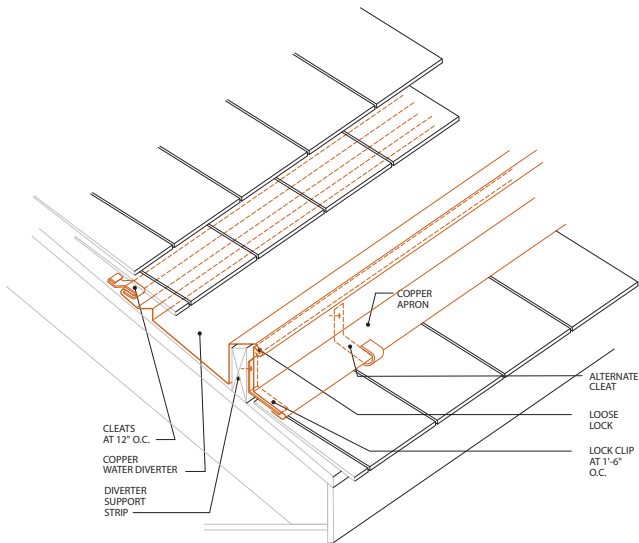 COPPER
APRON
ALTERNATE
CLEAT
LOOSE
LOCK
LOCK CLIP
AT 1'-6"
O.C.
CLEATS
AT 12" O.C.
COPPER
WATER DIVERTER
DIVERTER
SUPPORT
STRIP